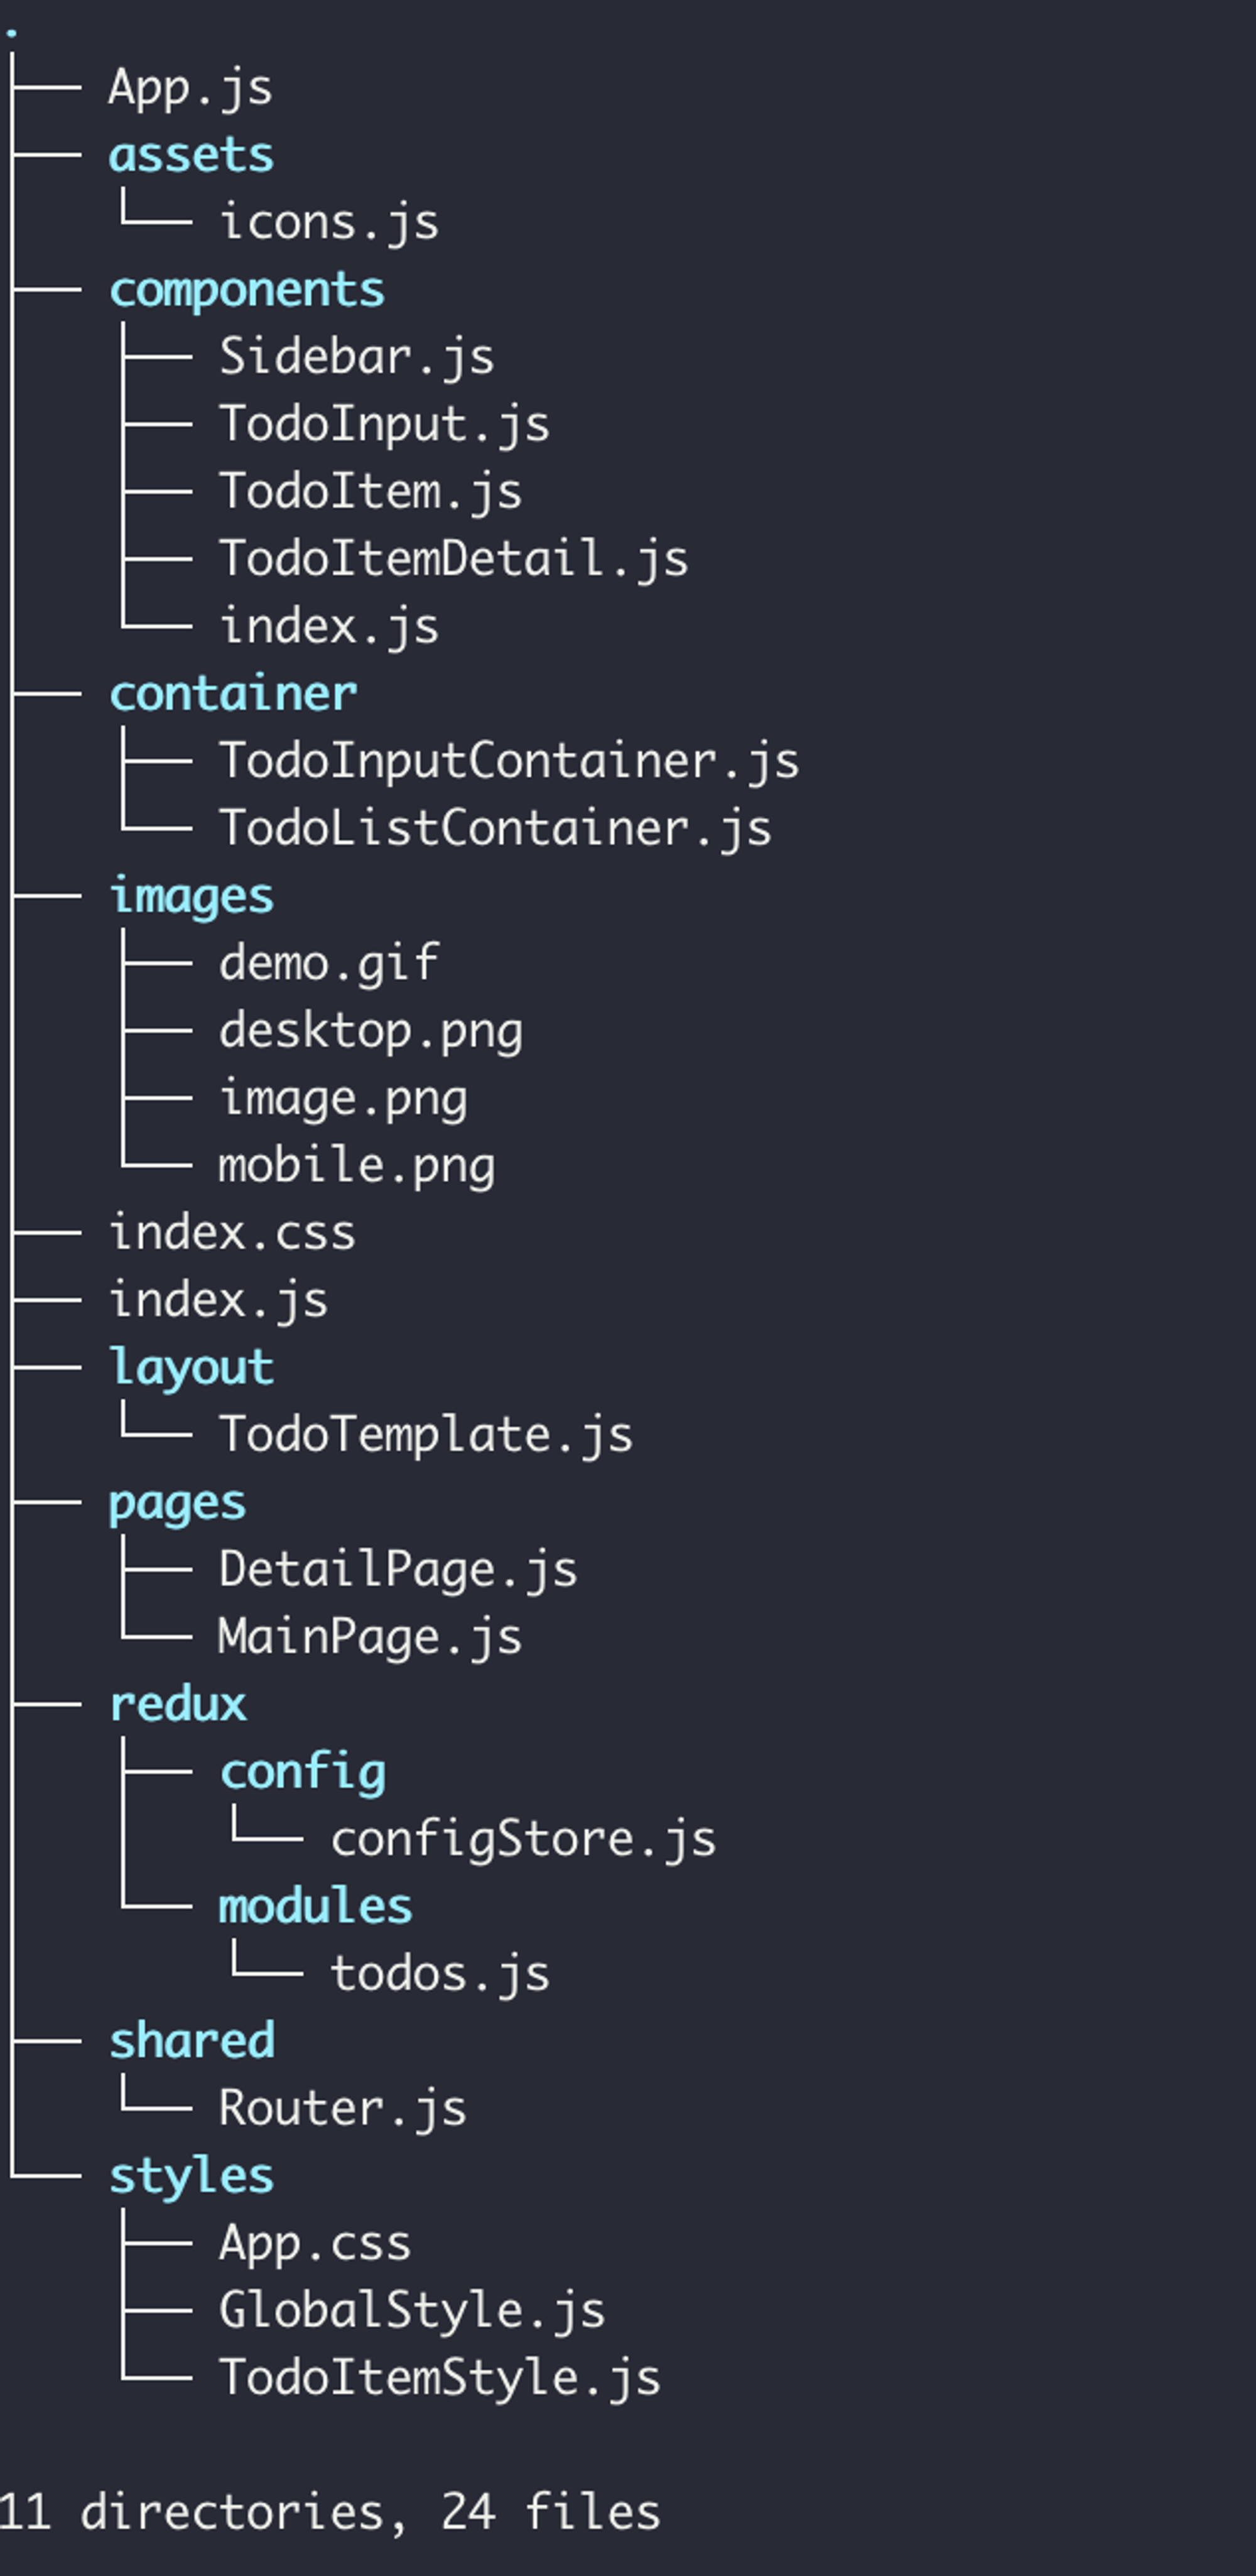 .
├── App.js
├── assets
│   └── icons.js
├── components
│   ├── Sidebar.js
│   ├── TodoInput.js
│   ├── TodoItem.js
│   ├── TodoItemDetail.js
│   └── index.js
├── container
│   ├── TodoInputContainer.js
│   └── TodoListContainer.js
├── images
│   ├── demo.gif
│   ├── desktop.png
│   ├── image.png
│   └── mobile.png
├── index.css
├── index.js
├── layout
│   └── TodoTemplate.js
├── pages
│   ├── DetailPage.js
│   └── MainPage.js
├── redux
│   ├── config
│   │   └── configStore.js
│   └── modules
│       └── todos.js
├── shared
│   └── Router.js
└── styles
    ├── App.css
    ├── GlobalStyle.js
    └── TodoItemStyle.js

11 directories, 24 files